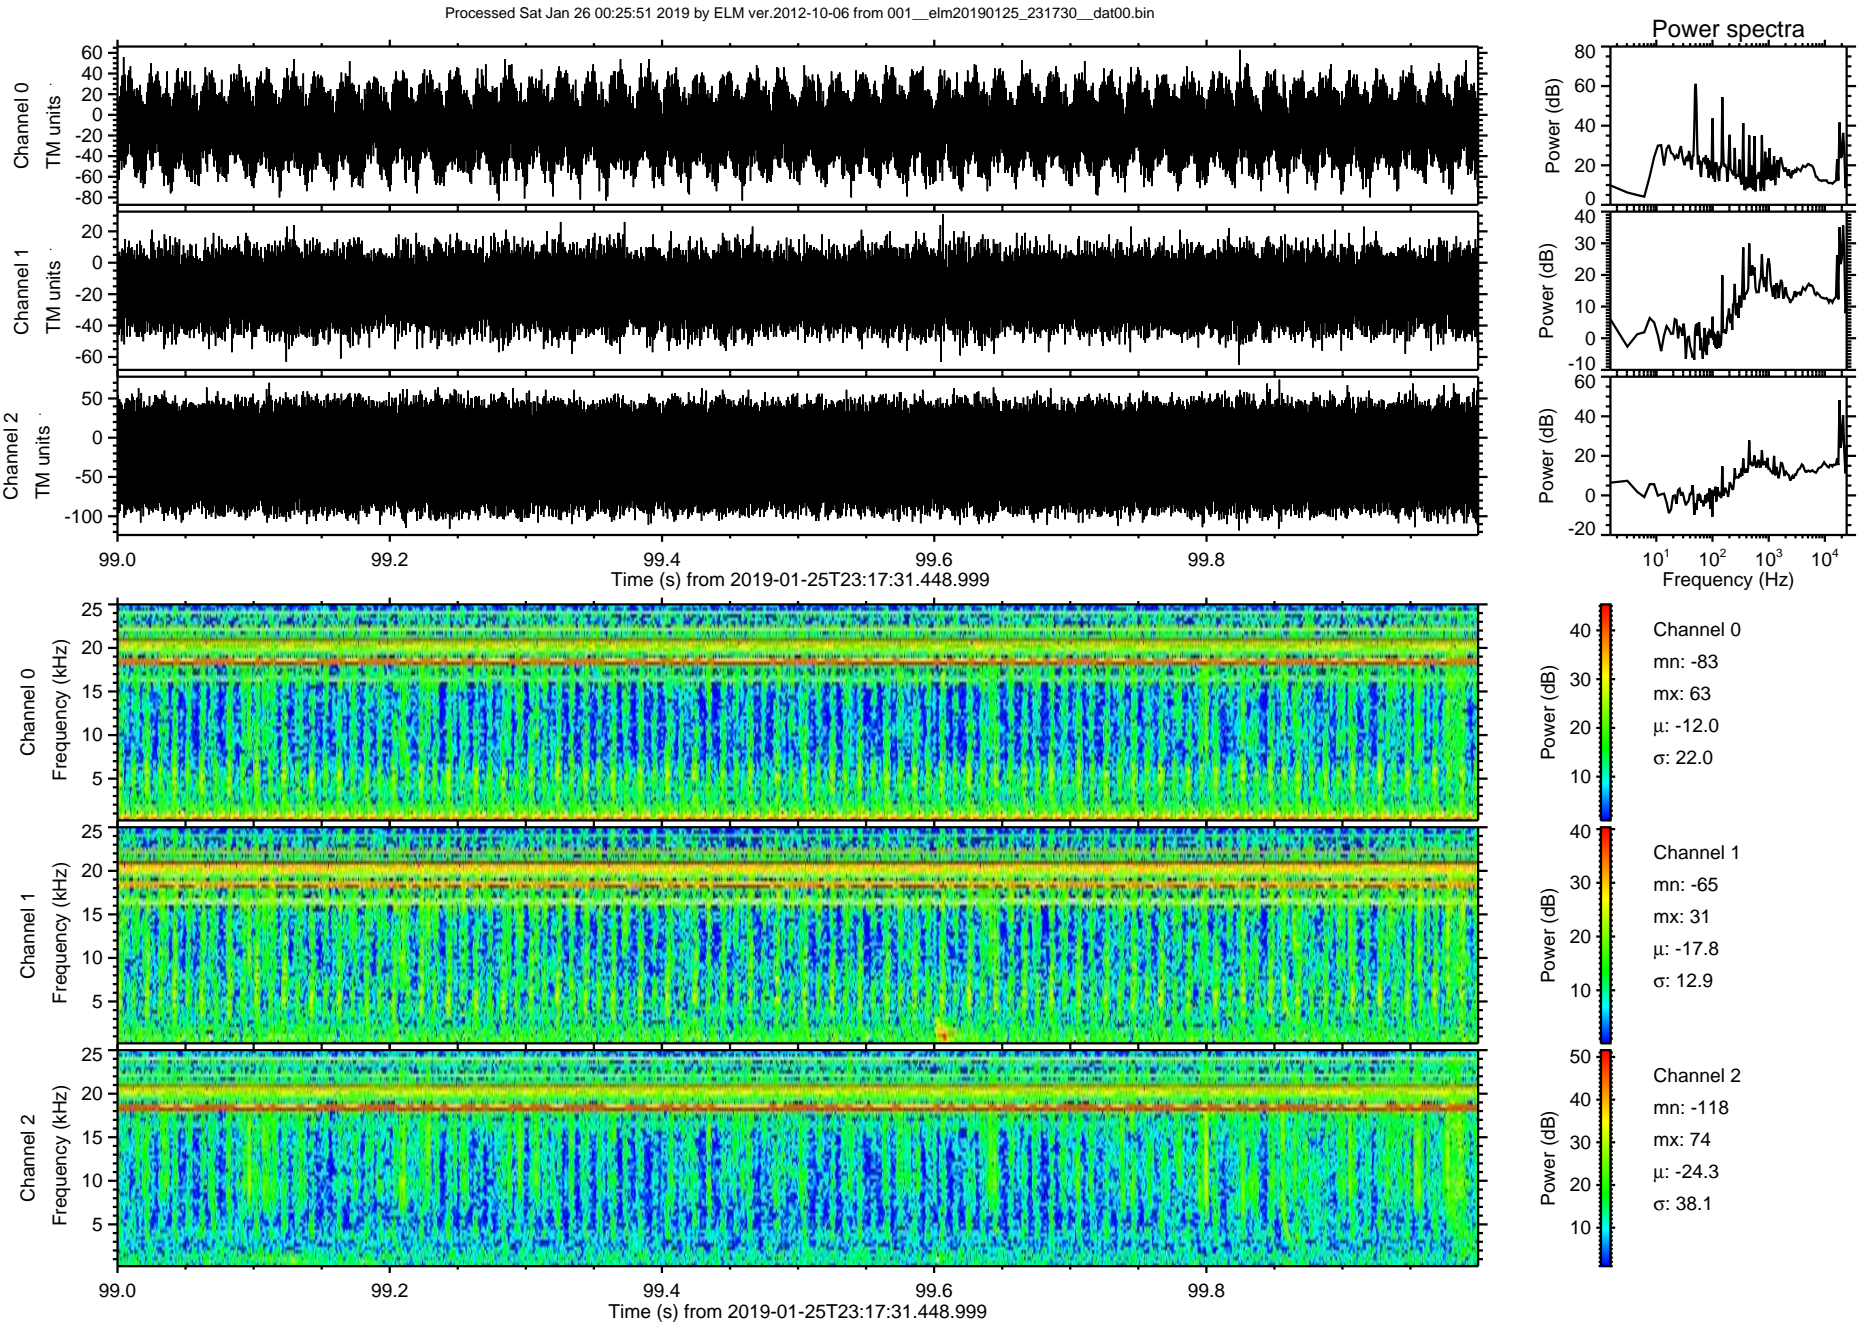 Processed Sat Jan 26 00:25:51 2019 by ELM ver.2012-10-06 from 001__elm20190125_231730__dat00.bin
Power spectra
Channel 0
TM units
60
40
20
0
-20
-40
-60
-80
Power (dB)
80
60
40
20
0
Channel 1
TM units
20
0
-20
-40
-60
Power (dB)
40
30
20
10
0
-10
Channel 2
TM units
50
0
-50
-100
Power (dB)
60
40
20
0
-20
99.0 99.2 99.4 99.6 99.8
Time (s) from 2019-01-25T23:17:31.448.999
10^1 10^2 10^3 10^4
Frequency (Hz)
Channel 0
Frequency (kHz)
25
20
15
10
5
Power (dB)
40
30
20
10
Channel 0
mn: -83
mx: 63
μ: -12.0
σ: 22.0
Channel 1
Frequency (kHz)
25
20
15
10
5
Power (dB)
40
30
20
10
Channel 1
mn: -65
mx: 31
μ: -17.8
σ: 12.9
Channel 2
Frequency (kHz)
25
20
15
10
5
Power (dB)
50
40
30
20
10
Channel 2
mn: -118
mx: 74
μ: -24.3
σ: 38.1
99.0 99.2 99.4 99.6 99.8
Time (s) from 2019-01-25T23:17:31.448.999